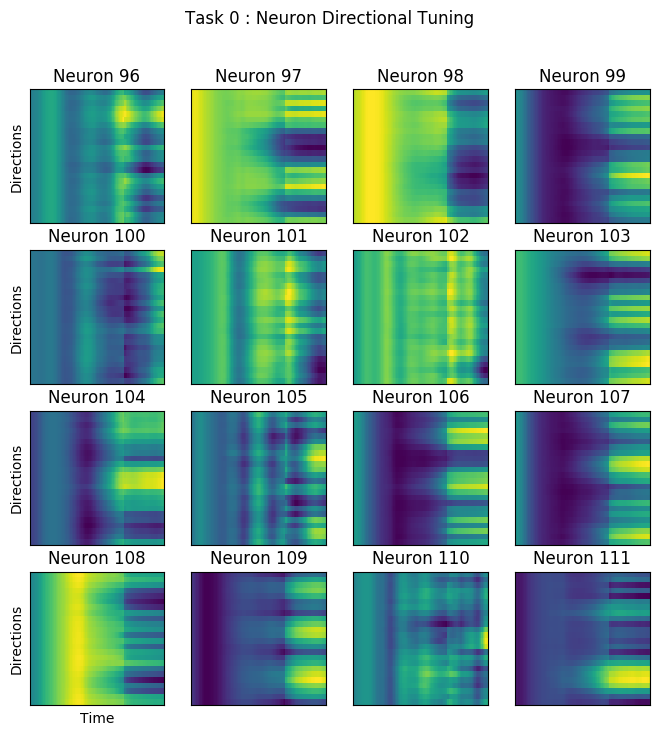 Task 0 : Neuron Directional Tuning
Neuron 96 Neuron 97 Neuron 98 Neuron 99
Directions
Neuron 100 Neuron 101 Neuron 102 Neuron 103
Directions
Neuron 104 Neuron 105 Neuron 106 Neuron 107
Directions
Neuron 108 Neuron 109 Neuron 110 Neuron 111
Directions
Time